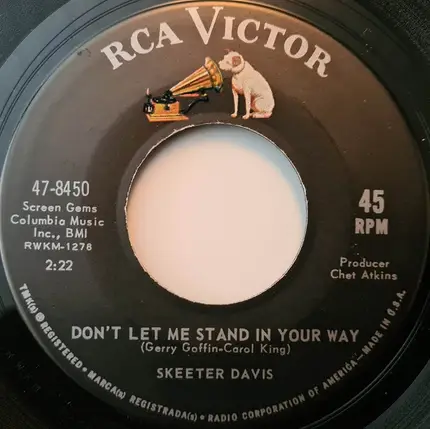 RCA VICTOR
47-8450
Screen Gems
Columbia Music
Inc., BMI
RWKM-1278
2:22
45
RPM
Producer
Chet Atkins
DON'T LET ME STAND IN YOUR WAY
(Gerry Goffin-Carol King)
SKEETER DAVIS
TMK(s) ® REGISTERED • MARCA(s) REGISTRADA(s) • RADIO CORPORATION OF AMERICA—MADE IN U.S.A.